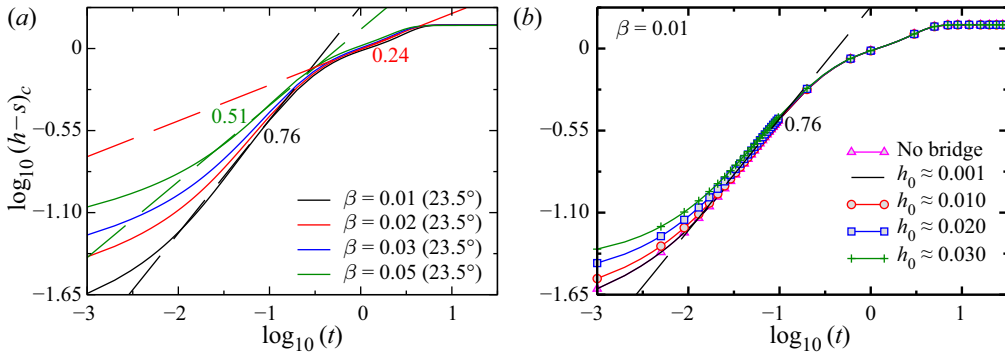 (a)
log10 (h−s)c
0
−0.55
−1.10
−1.65
0.24
0.51
0.76
β = 0.01 (23.5°)
β = 0.02 (23.5°)
β = 0.03 (23.5°)
β = 0.05 (23.5°)
−3
−2
−1
0
1
log10 (t)
(b)
β = 0.01
0
−0.55
−1.10
−1.65
0.76
No bridge
h0 ≈ 0.001
h0 ≈ 0.010
h0 ≈ 0.020
h0 ≈ 0.030
−3
−2
−1
0
1
log10 (t)